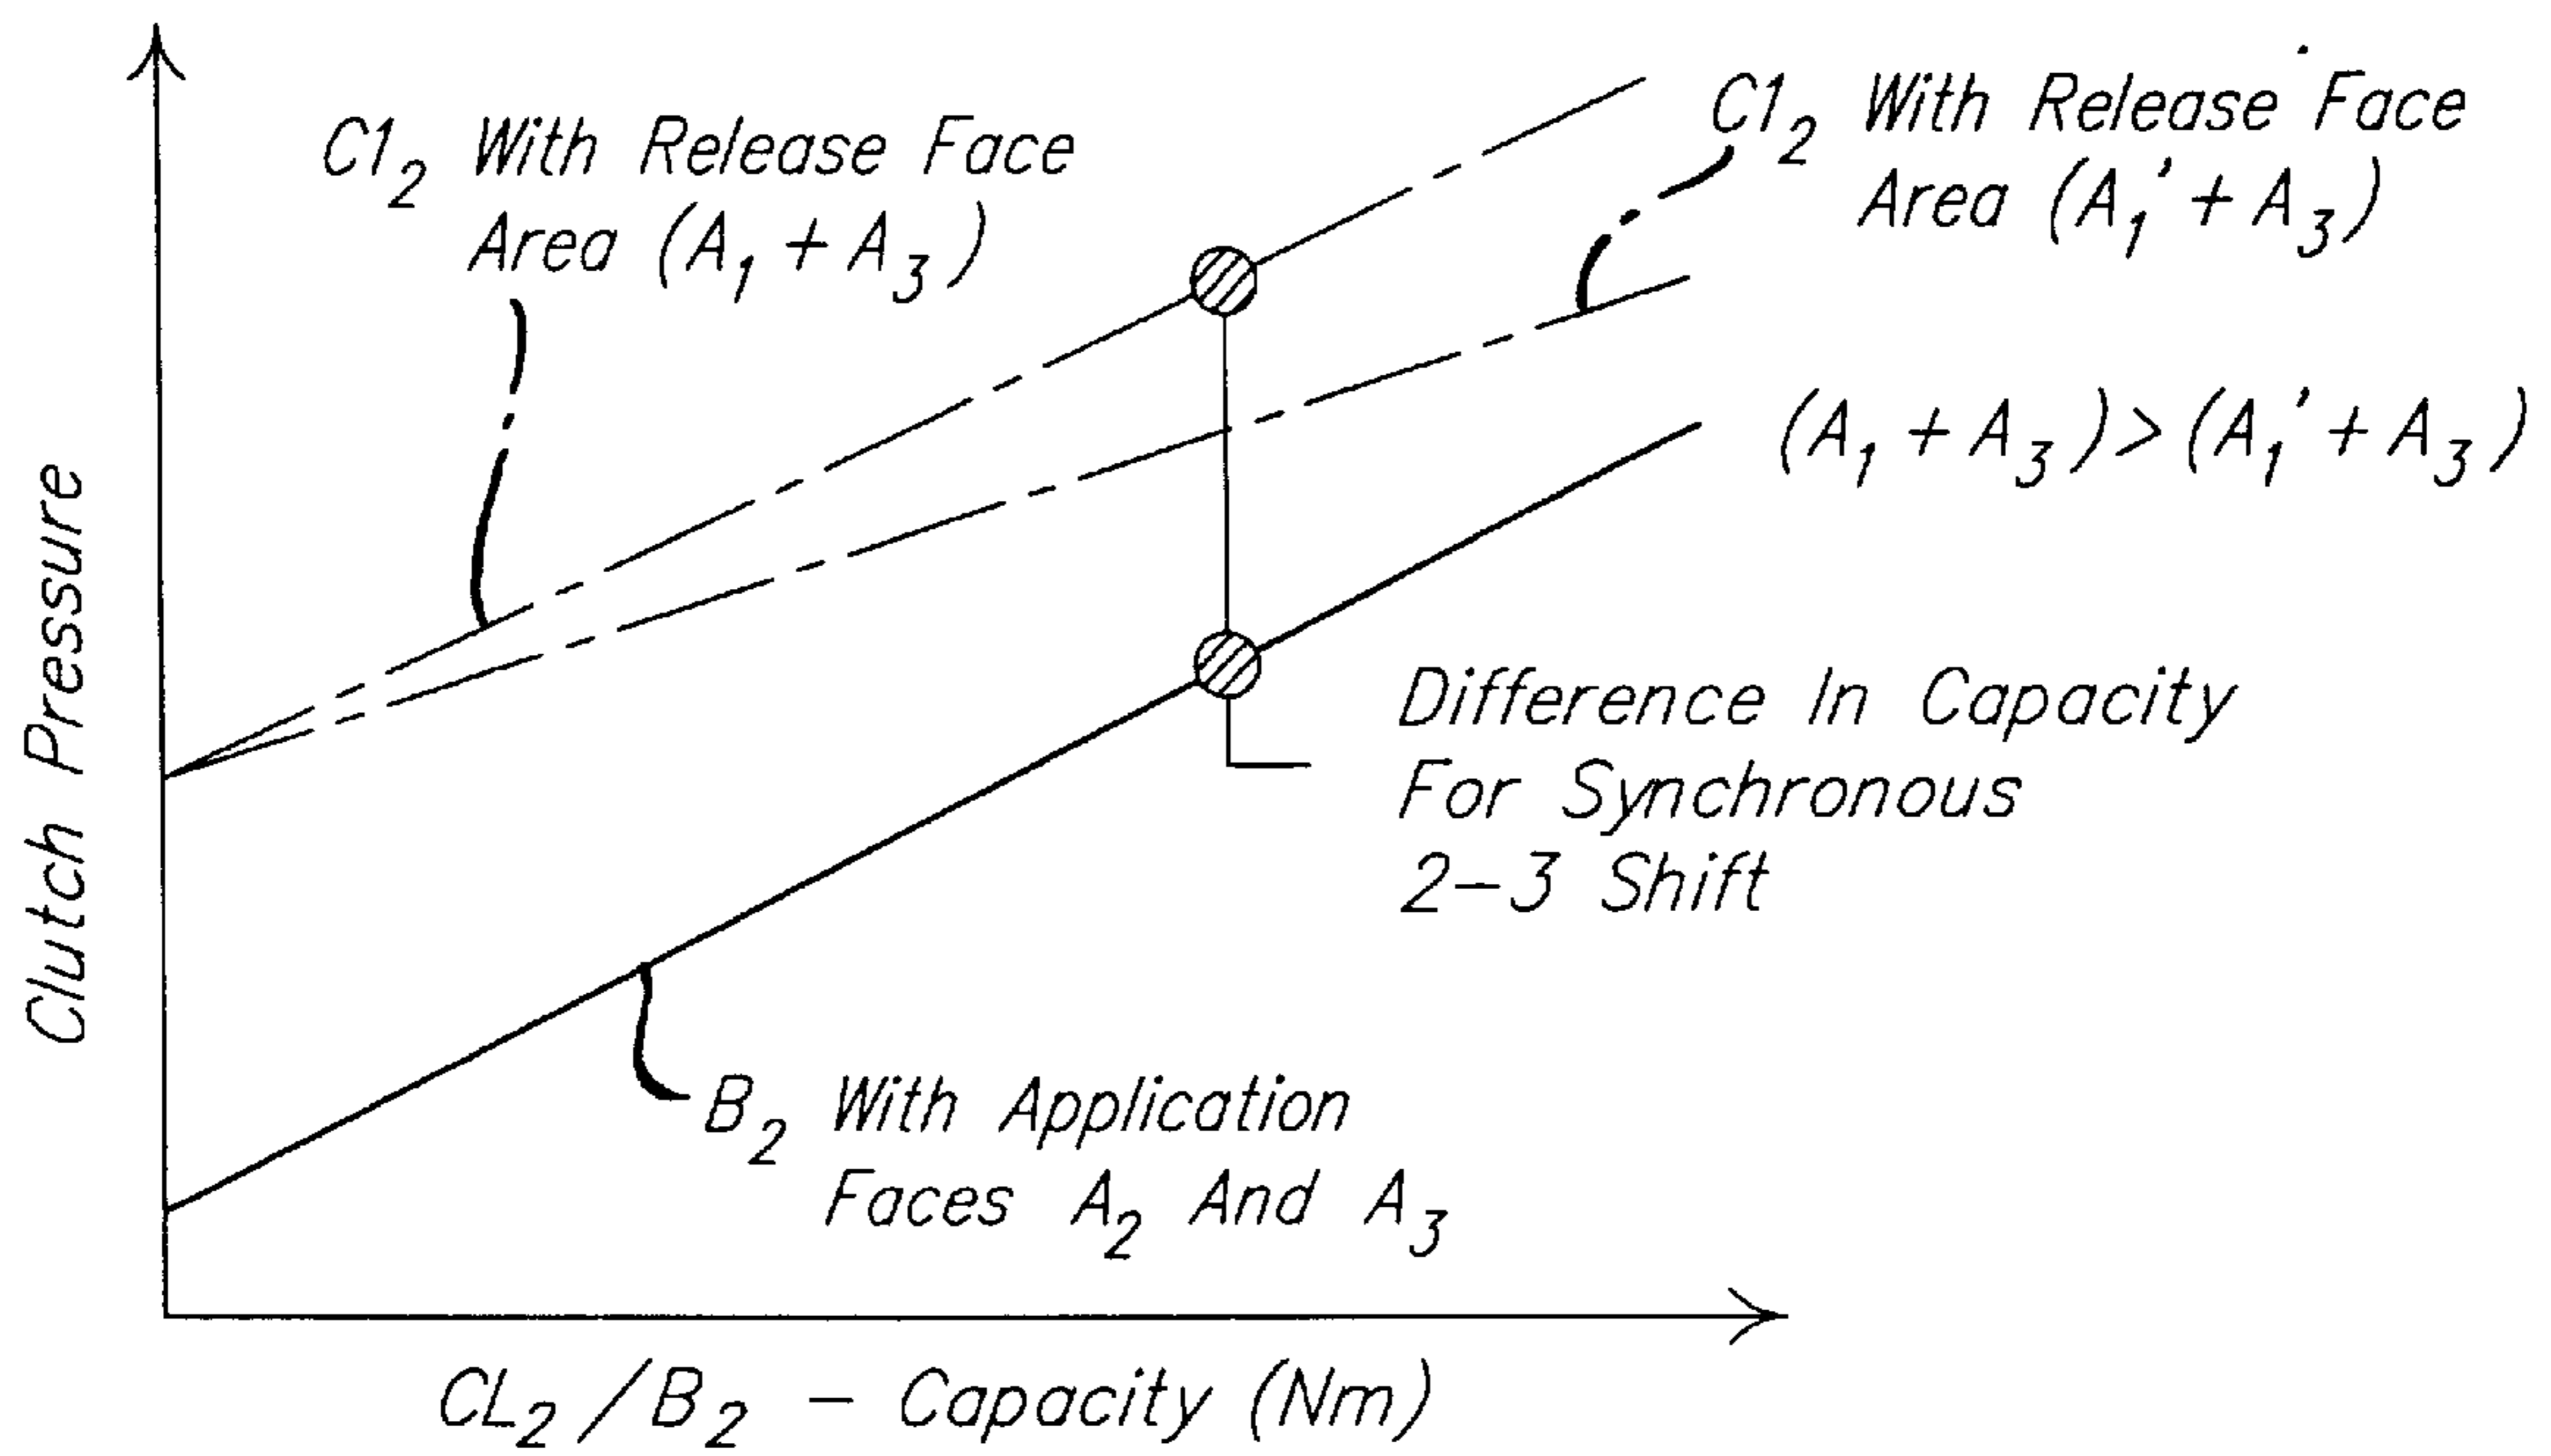 C1₂ With Release Face
Area (A₁ + A₃)
C1₂ With Release Face
Area (A₁' + A₃)
(A₁ + A₃) > (A₁' + A₃)
Clutch Pressure
Difference In Capacity
For Synchronous
2-3 Shift
B₂ With Application
Faces A₂ And A₃
CL₂/B₂ - Capacity (Nm)